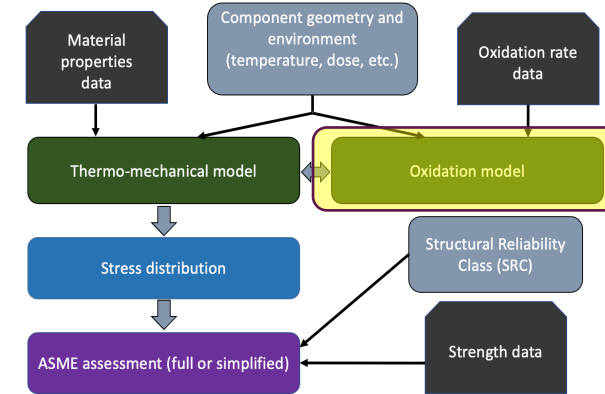 Material
properties
data
Component geometry and
environment
(temperature, dose, etc.)
Oxidation rate
data
Thermo-mechanical model
Oxidation model
Stress distribution
Structural Reliability
Class (SRC)
ASME assessment (full or simplified)
Strength data